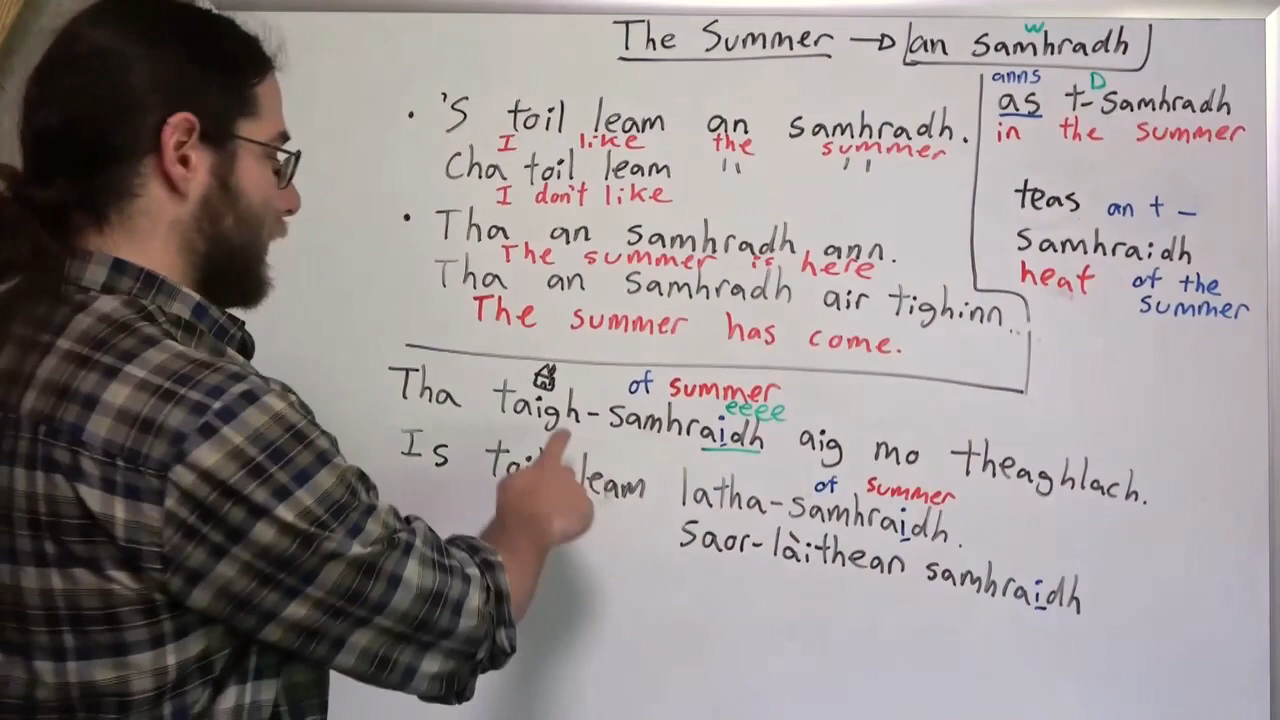 The Summer → an samhradh
w
• 'S toil leam an samhradh.
I like the summer
Cha toil leam " "
I don't like
• Tha an samhradh ann.
The summer is here
Tha an samhradh air tighinn.
The summer has come.
anns
D
as t-samhradh
in the summer
teas an t-
samhraidh
heat of the
summer
of summer
eeee
Tha taigh-samhraidh aig mo theaghlach.
of summer
Is toil leam latha-samhraidh.
Saor-làithean samhraidh